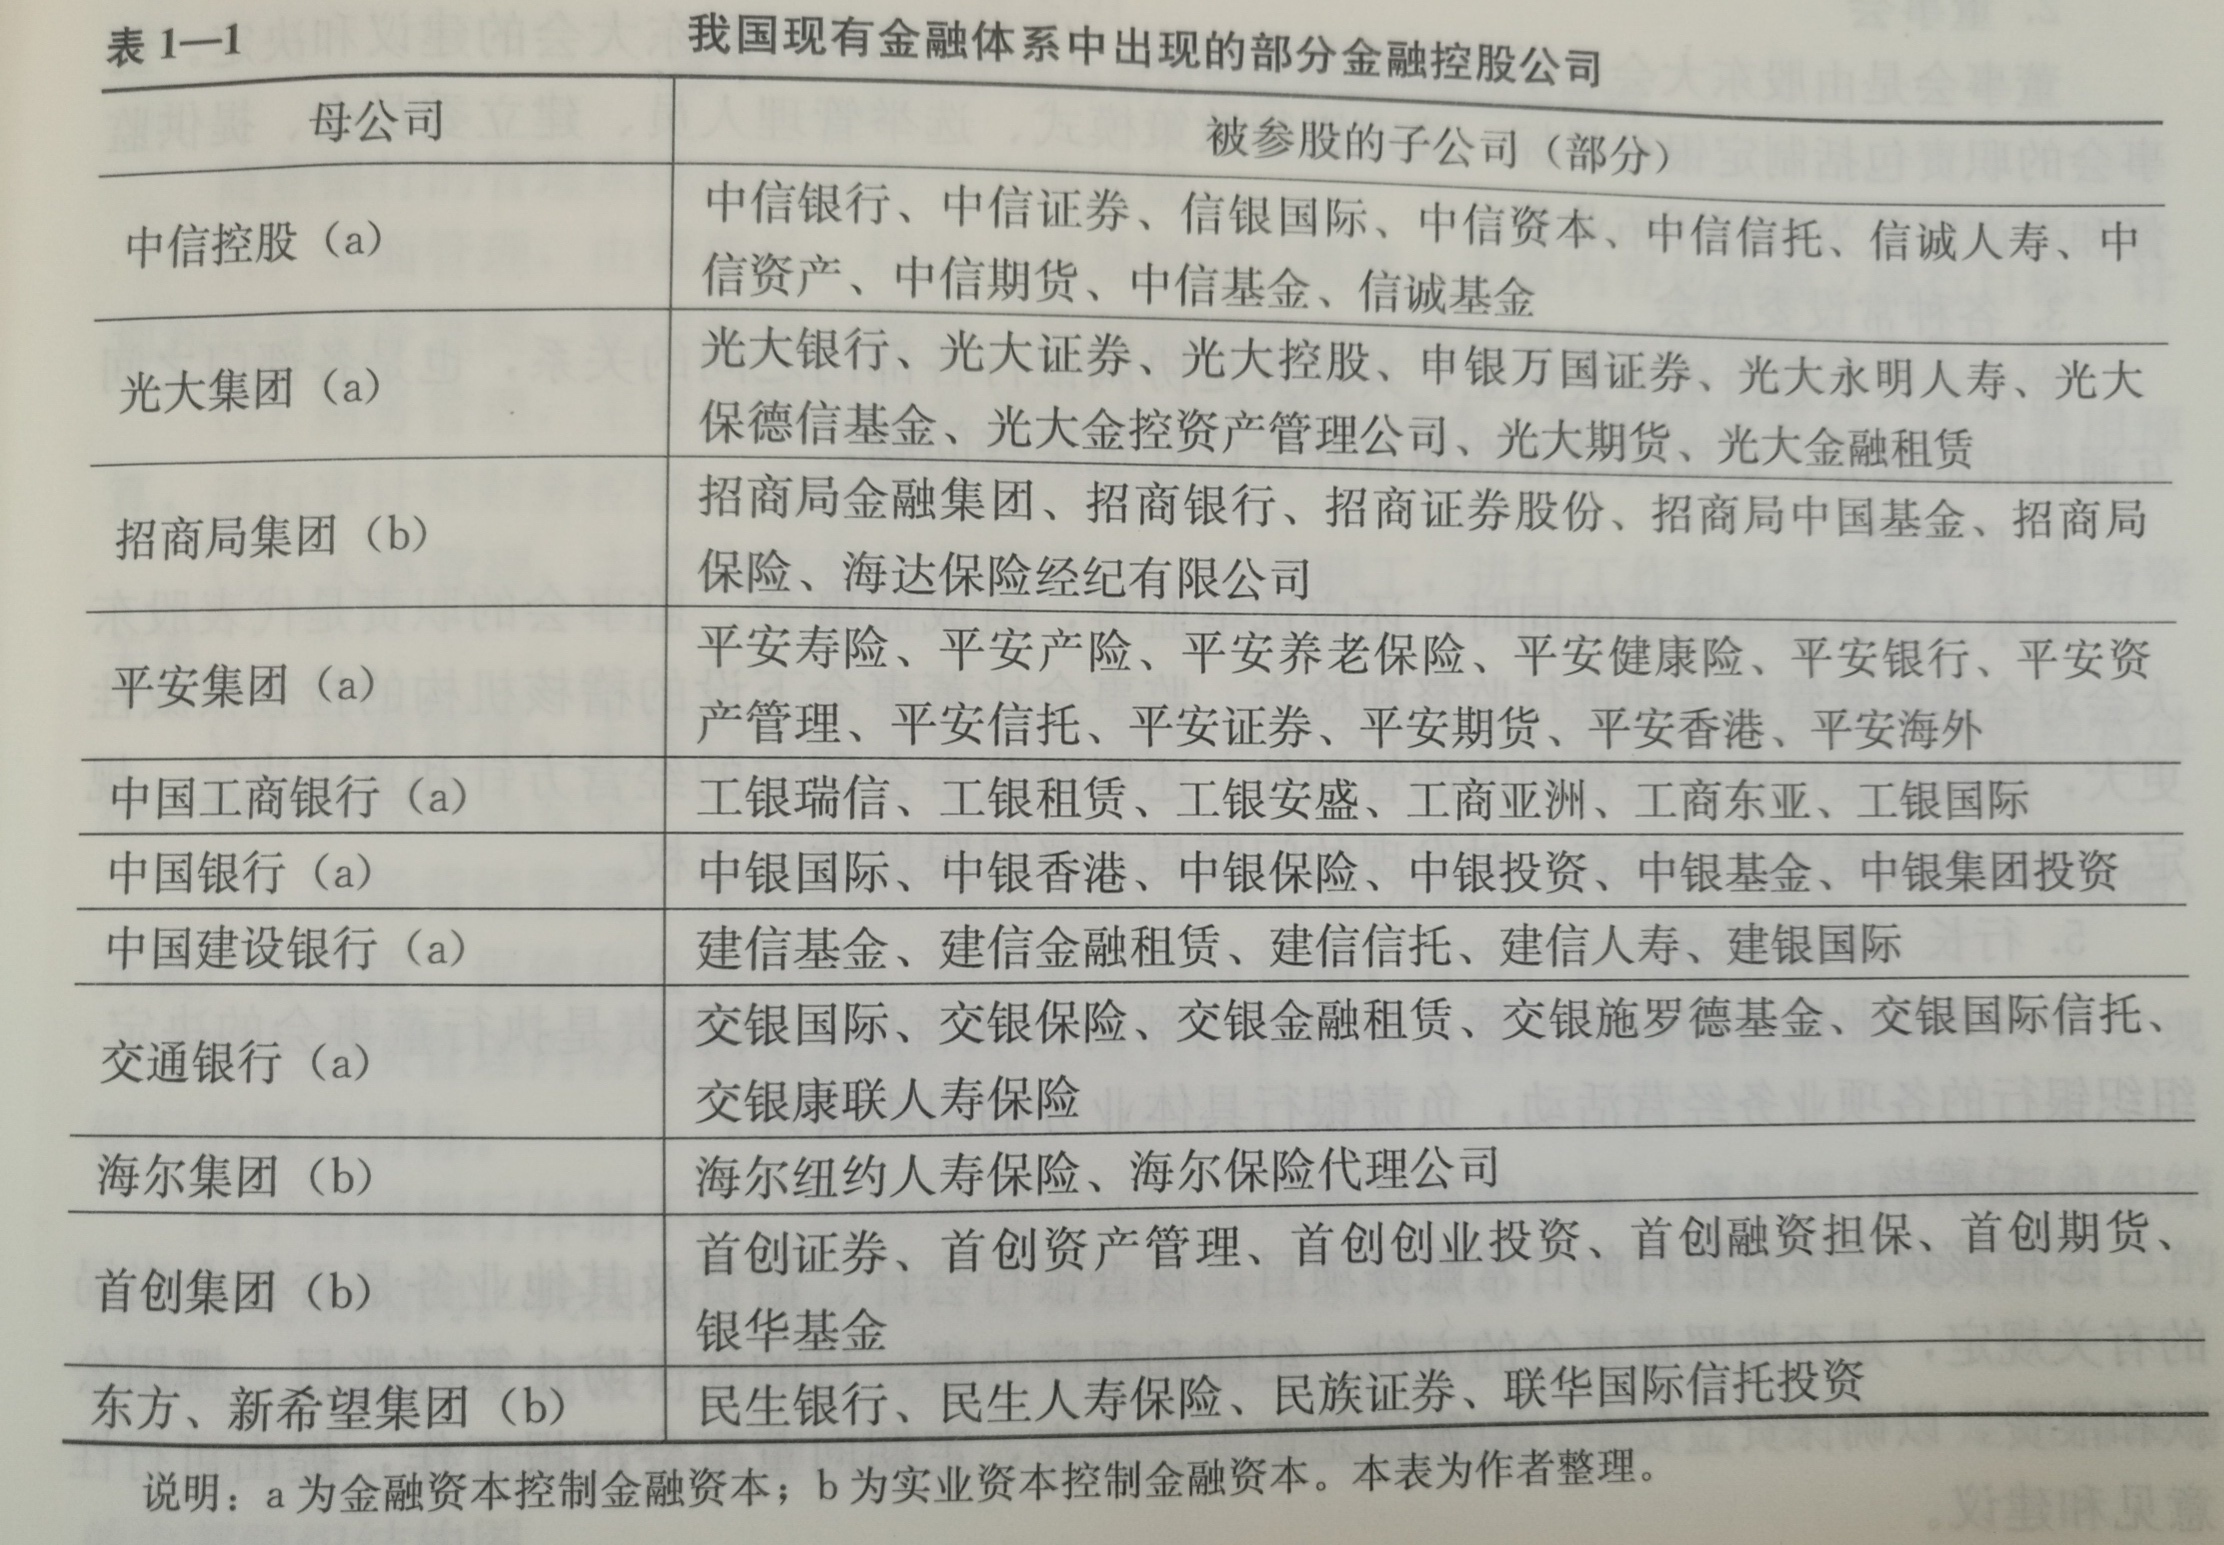 表1—1 我国现有金融体系中出现的部分金融控股公司
母公司 被参股的子公司（部分）
中信控股（a） 中信银行、中信证券、信银国际、中信资本、中信信托、信诚人寿、中
信资产、中信期货、中信基金、信诚基金
光大集团（a） 光大银行、光大证券、光大控股、申银万国证券、光大永明人寿、光大
保德信基金、光大金控资产管理公司、光大期货、光大金融租赁
招商局集团（b） 招商局金融集团、招商银行、招商证券股份、招商局中国基金、招商局
保险、海达保险经纪有限公司
平安集团（a） 平安寿险、平安产险、平安养老保险、平安健康险、平安银行、平安资
产管理、平安信托、平安证券、平安期货、平安香港、平安海外
中国工商银行（a） 工银瑞信、工银租赁、工银安盛、工商亚洲、工商东亚、工银国际
中国银行（a） 中银国际、中银香港、中银保险、中银投资、中银基金、中银集团投资
中国建设银行（a） 建信基金、建信金融租赁、建信信托、建信人寿、建银国际
交通银行（a） 交银国际、交银保险、交银金融租赁、交银施罗德基金、交银国际信托、
交银康联人寿保险
海尔集团（b） 海尔纽约人寿保险、海尔保险代理公司
首创集团（b） 首创证券、首创资产管理、首创创业投资、首创融资担保、首创期货、
银华基金
东方、新希望集团（b） 民生银行、民生人寿保险、民族证券、联华国际信托投资
说明：a为金融资本控制金融资本；b为实业资本控制金融资本。本表为作者整理。